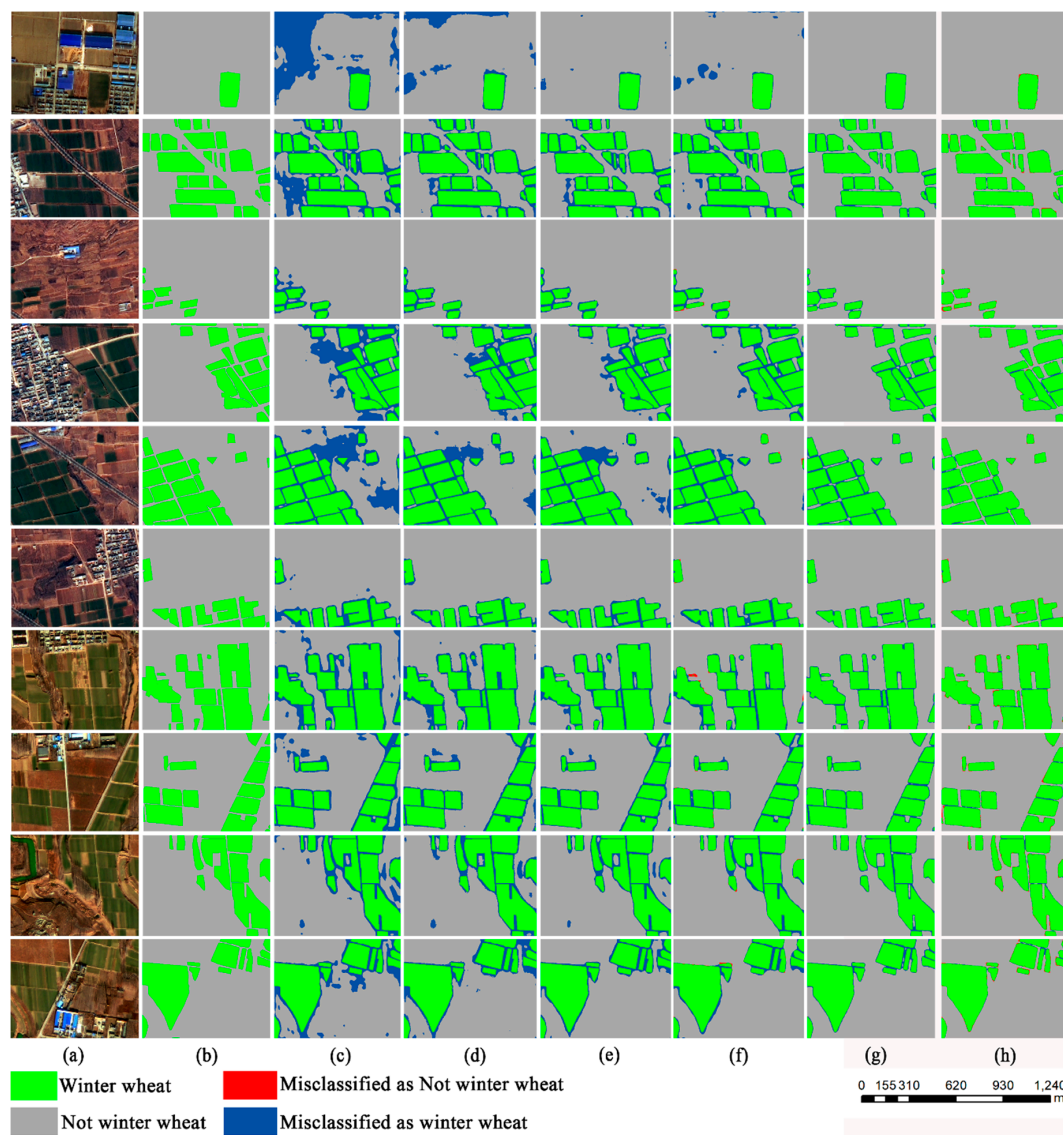 (a) (b) (c) (d) (e) (f) (g) (h)
Winter wheat
Misclassified as Not winter wheat
0 155 310 620 930 1,240
m
Not winter wheat
Misclassified as winter wheat